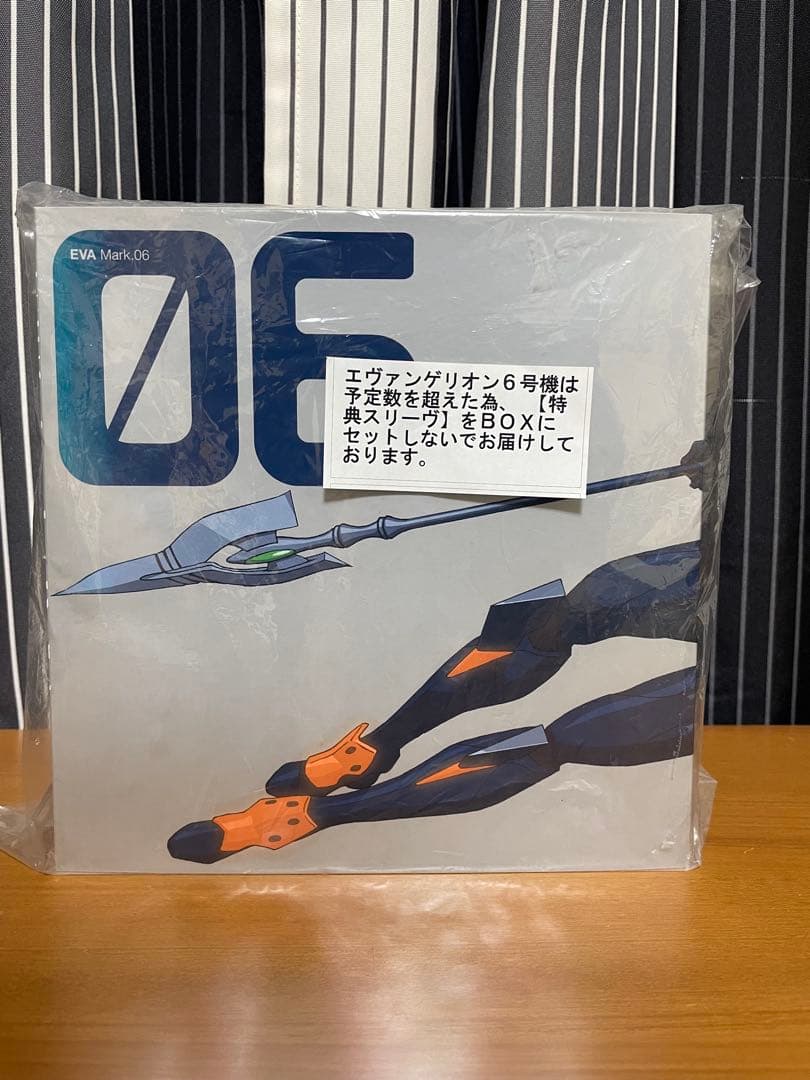 EVA Mark.06
06
エヴァンゲリオン６号機は
予定数を超えた為、　【特
典スリーヴ】をＢＯＸに
セットしないでお届けして
おります。